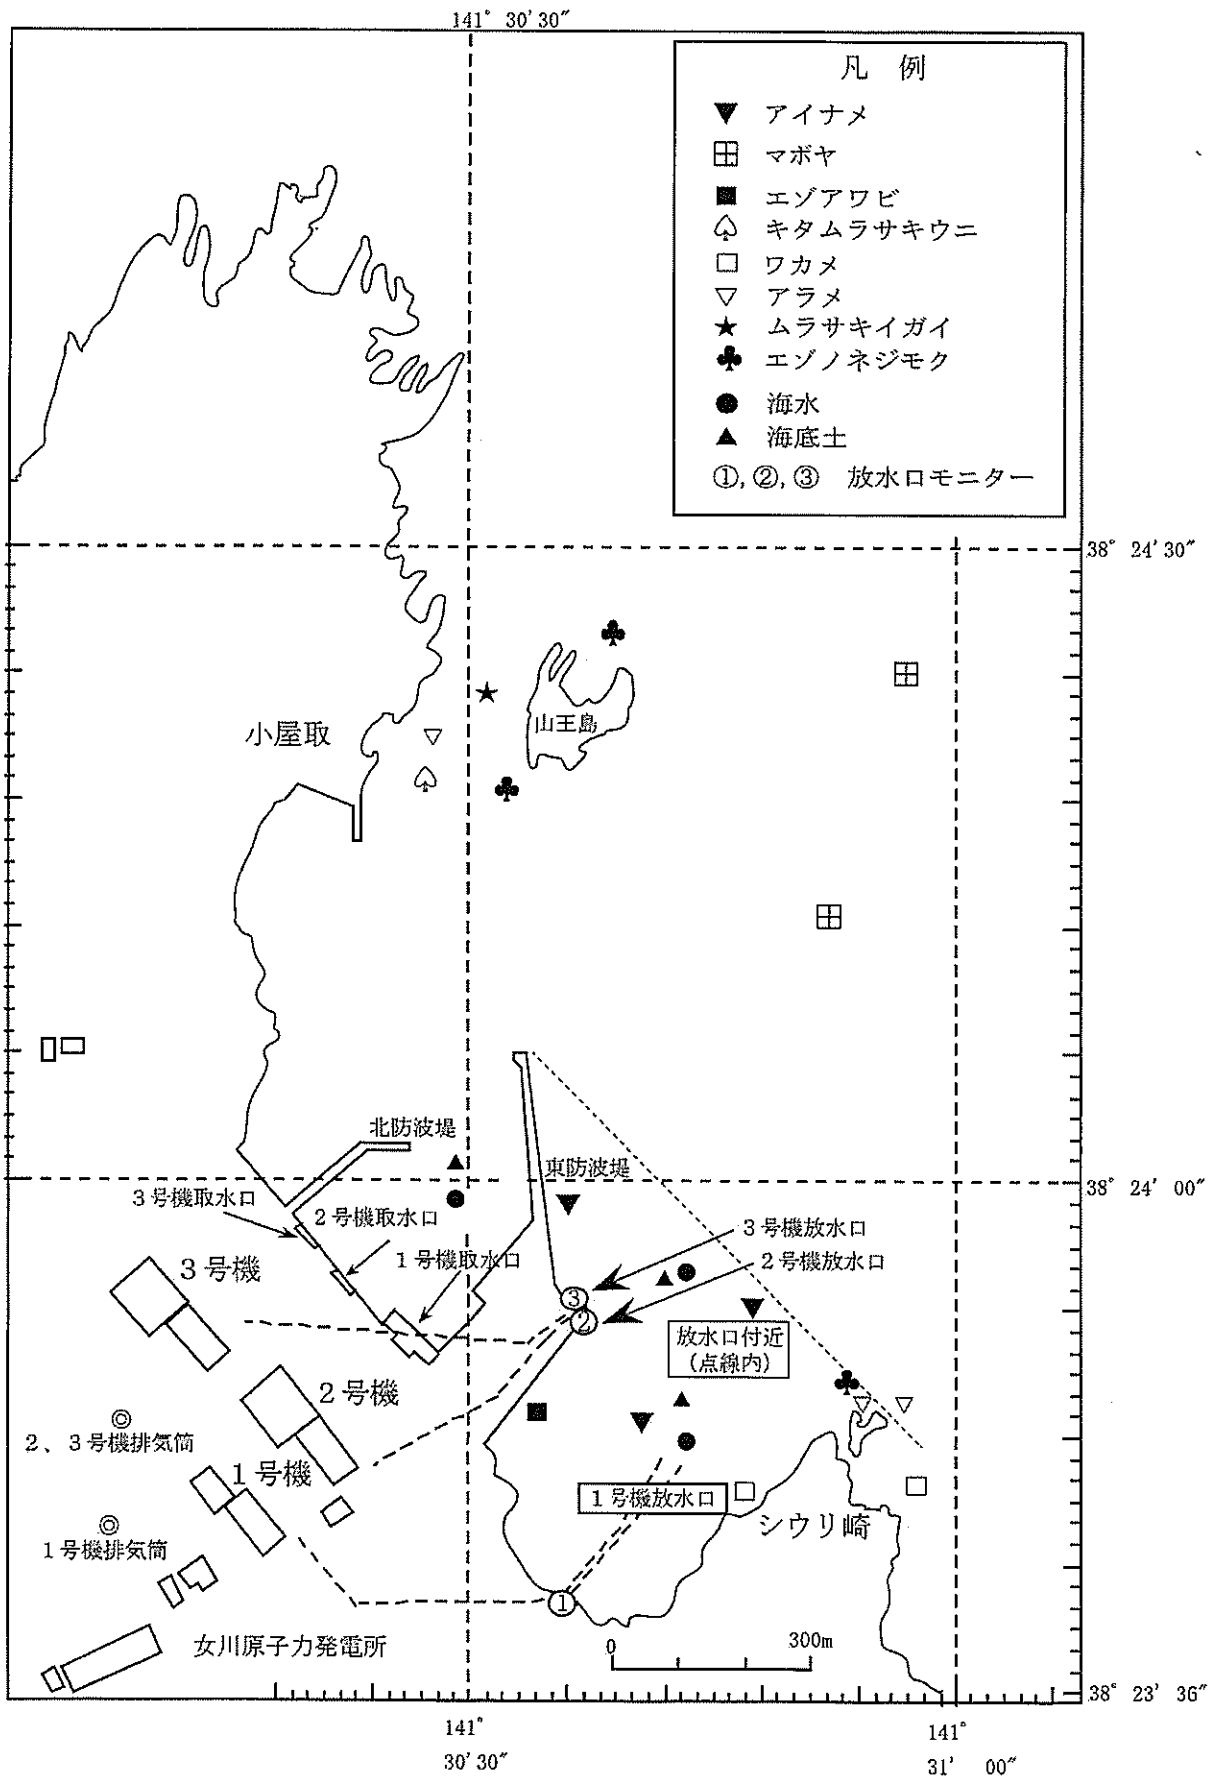 141° 30′30″
凡 例
アイナメ
マボヤ
エゾアワビ
キタムラサキウニ
ワカメ
アラメ
ムラサキイガイ
エゾノネジモク
海水
海底土
①,②,③ 放水口モニター
38° 24′30″
小屋取
山王島
北防波堤
東防波堤
38° 24′00″
3号機取水口
2号機取水口
1号機取水口
3号機放水口
2号機放水口
3号機
③
②
放水口付近
(点線内)
2号機
2、3号機排気筒
1号機
1号機放水口
シウリ崎
1号機排気筒
①
女川原子力発電所
0 300m
38° 23′36″
141°
30′30″
141°
31′ 00″